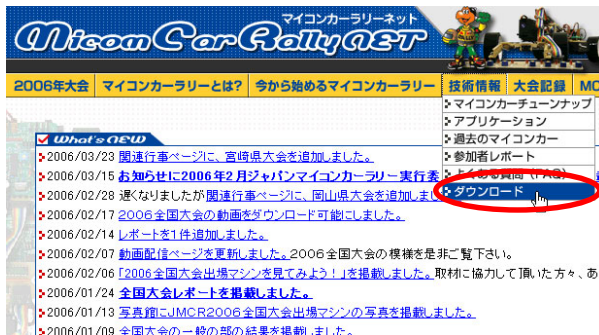 マイコンカーラリーネット
Micom Car Rally NET
2006年大会 マイコンカーラリーとは? 今から始めるマイコンカーラリー 技術情報 大会記録 MC
マイコンカーチューンナップ
アプリケーション
過去のマイコンカー
参加者レポート
よくある質問 (FAQ)
ダウンロード
What's NEW
2006/03/23 関連行事ページに、宮崎県大会を追加しました。
2006/03/15 お知らせに2006年2月ジャパンマイコンカーラリー実行委
2006/02/28 遅くなりましたが関連行事ページに、岡山県大会を追加しまし
2006/02/17 2006全国大会の動画をダウンロード可能にしました。
2006/02/14 レポートを1件追加しました。
2006/02/07 動画配信ページを更新しました。2006全国大会の模様を是非ご覧下さい。
2006/02/06 「2006全国大会出場マシンを見てみよう!」を掲載しました。取材に協力して頂いた方々、あ
2006/01/24 全国大会レポートを掲載しました。
2006/01/13 写真館にJMCR2006全国大会出場マシンの写真を掲載しました。
2006/01/09 全国大会の一般の部の結果を掲載しました。